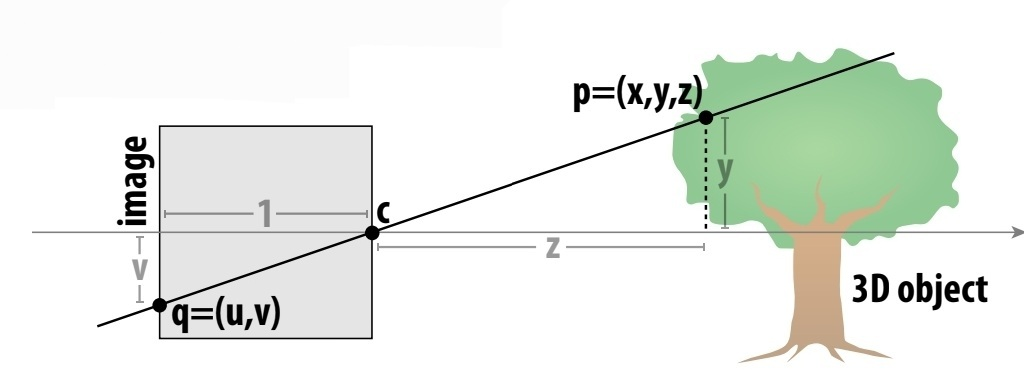 p=(x,y,z)
image
y
1
c
z
v
q=(u,v)
3D object